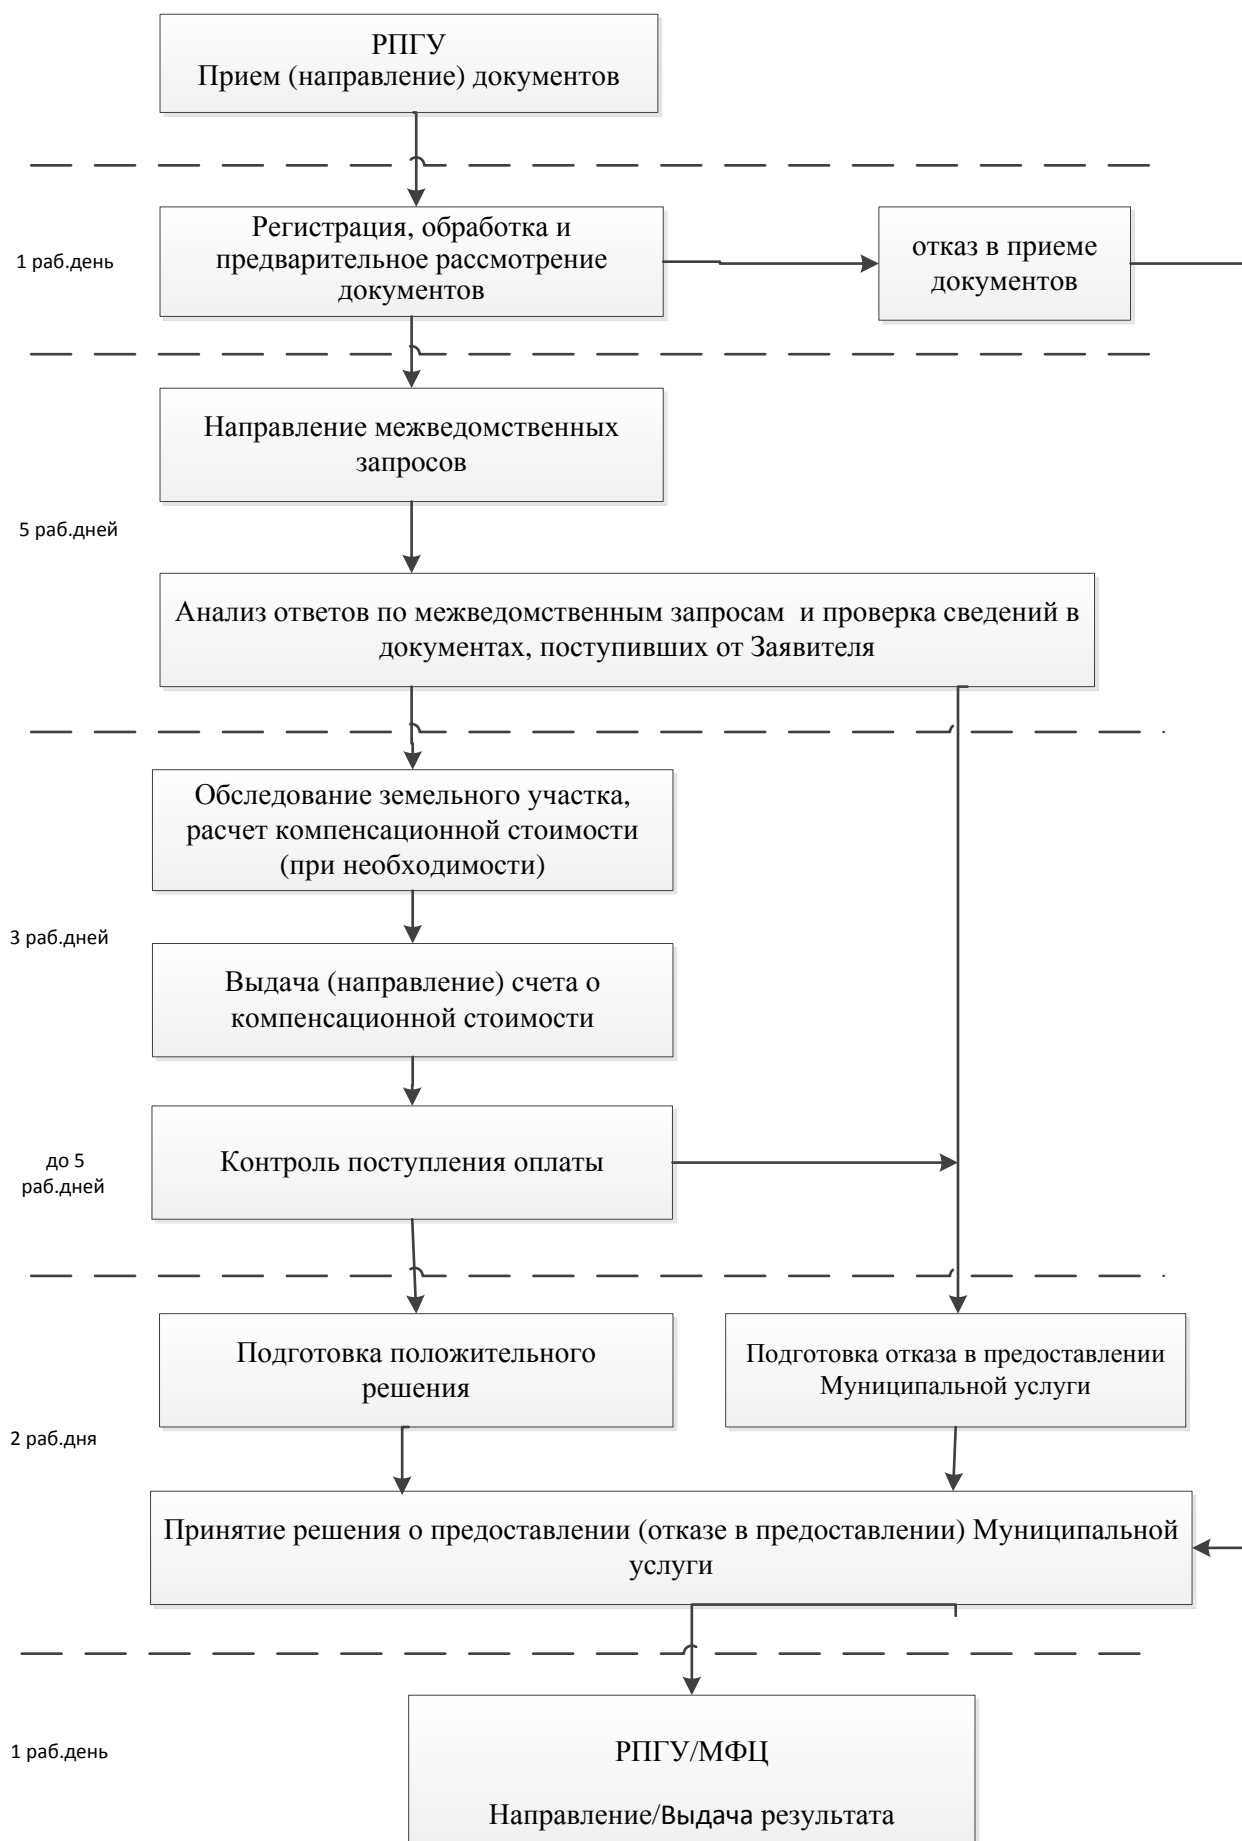 РПГУ
Прием (направление) документов
1 раб.день
Регистрация, обработка и
предварительное рассмотрение
документов
отказ в приеме
документов
Направление межведомственных
запросов
5 раб.дней
Анализ ответов по межведомственным запросам и проверка сведений в
документах, поступивших от Заявителя
Обследование земельного участка,
расчет компенсационной стоимости
(при необходимости)
3 раб.дней
Выдача (направление) счета о
компенсационной стоимости
до 5
раб.дней
Контроль поступления оплаты
Подготовка положительного
решения
Подготовка отказа в предоставлении
Муниципальной услуги
2 раб.дня
Принятие решения о предоставлении (отказе в предоставлении) Муниципальной
услуги
1 раб.день
РПГУ/МФЦ
Направление/Выдача результата